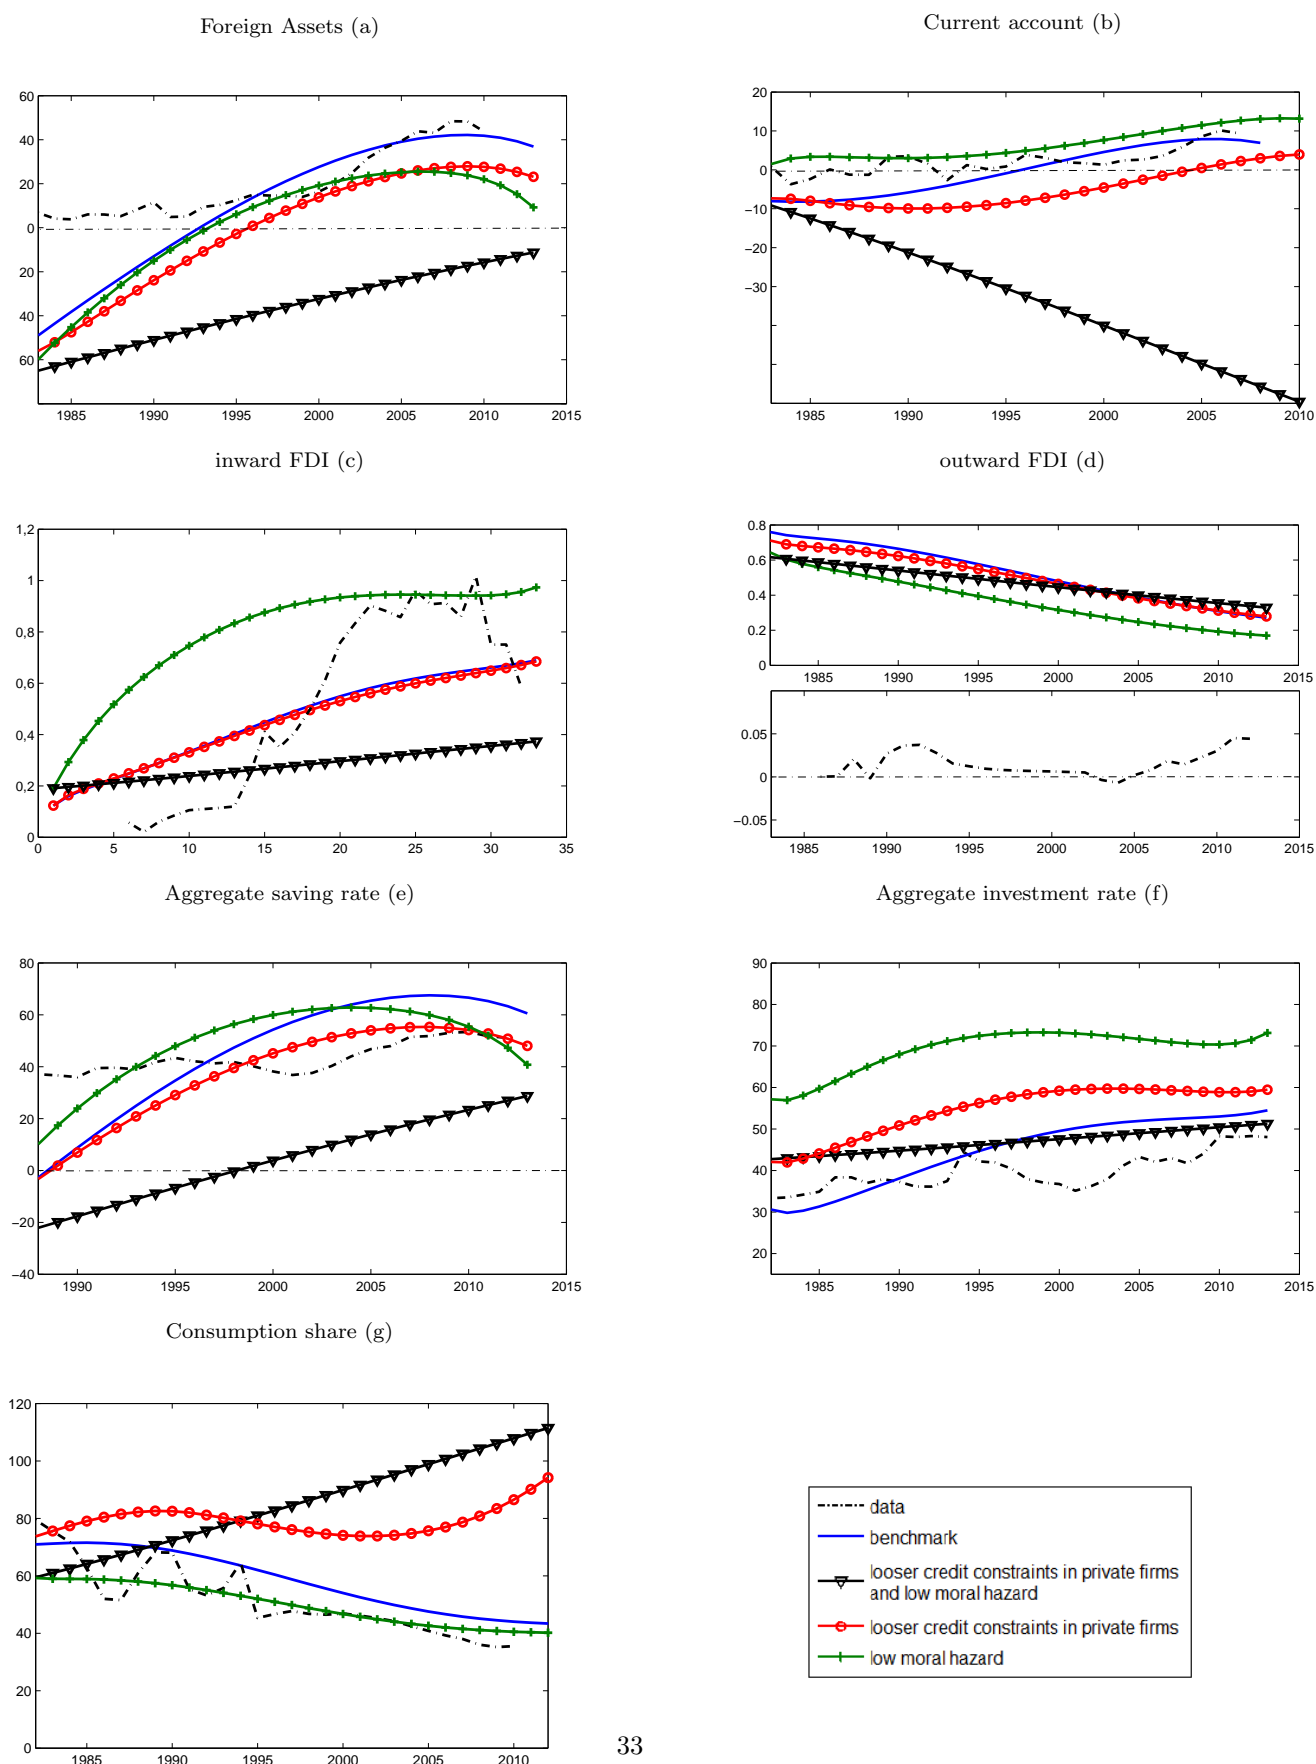 Foreign Assets (a)
60
40
20
0
20
60
1985 1990 1995 2000 2005 2010 2015
Current account (b)
20
10
0
−10
−20
−30
1985 1990 1995 2000 2005 2010
inward FDI (c)
1,2
1
0,8
0,6
0,4
0,2
0
0 5 10 15 20 25 30 35
outward FDI (d)
0.8
0.6
0.4
0.2
0
1985 1990 1995 2000 2005 2010 2015
0.05
0
−0.05
1985 1990 1995 2000 2005 2010 2015
Aggregate saving rate (e)
80
60
40
20
0
−20
−40
1990 1995 2000 2005 2010 2015
Aggregate investment rate (f)
90
80
70
60
50
40
30
20
1985 1990 1995 2000 2005 2010 2015
Consumption share (g)
120
100
80
60
40
20
0
1985 1990 1995 2000 2005 2010
data
benchmark
looser credit constraints in private firms
and low moral hazard
looser credit constraints in private firms
low moral hazard
33